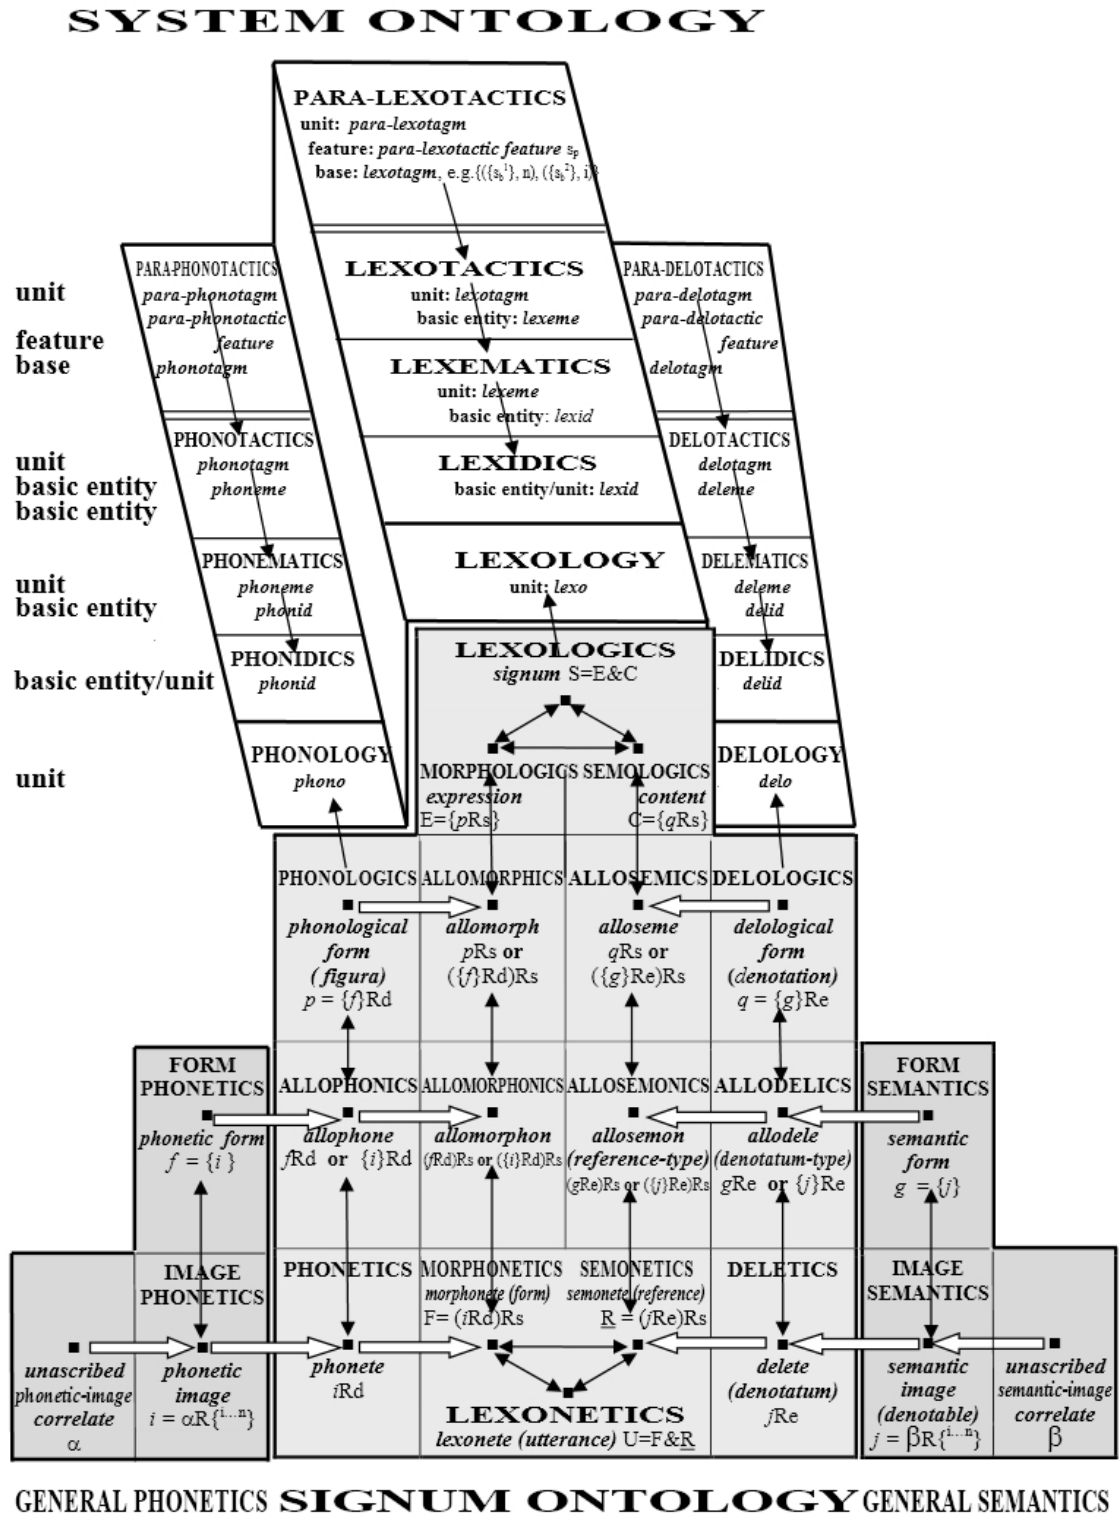 SYSTEM ONTOLOGY
PARA-LEXOTACTICS
unit: para-lexotagm
feature: para-lexotactic feature sₚ
base: lexotagm, e.g.{({s_b¹}, n), ({s_b²}, i)}
LEXOTACTICS
unit: lexotagm
basic entity: lexeme
LEXEMATICS
unit: lexeme
basic entity: lexid
LEXIDICS
basic entity/unit: lexid
LEXOLOGY
unit: lexo
unit
feature
base
unit
basic entity
basic entity
unit
basic entity
basic entity/unit
unit
PARA-PHONOTACTICS
para-phonotagm
para-phonotactic
feature
phonotagm
PHONOTACTICS
phonotagm
phoneme
PHONEMATICS
phoneme
phonid
PHONIDICS
phonid
PHONOLOGY
phono
PARA-DELOTACTICS
para-delotagm
para-delotactic
feature
delotagm
DELOTACTICS
delotagm
deleme
DELEMATICS
deleme
delid
DELIDICS
delid
DELOLOGY
delo
LEXOLOGICS
signum S=E&C
MORPHOLOGICS
expression
E={pRs}
SEMOLOGICS
content
C={qRs}
PHONOLOGICS
phonological
form
(figura)
p = {f}Rd
ALLOMORPHICS
allomorph
pRs or
({f}Rd)Rs
ALLOSEMICS
alloseme
qRs or
({g}Re)Rs
DELOLOGICS
delological
form
(denotation)
q = {g}Re
FORM
PHONETICS
phonetic form
f = {i }
ALLOPHONICS
allophone
fRd or {i}Rd
ALLOMORPHONICS
allomorphon
(fRd)Rs or ({i}Rd)Rs
ALLOSEMONICS
allosemon
(reference-type)
(gRe)Rs or ({j}Re)Rs
ALLODELICS
allodele
(denotatum-type)
gRe or {j}Re
FORM
SEMANTICS
semantic
form
g = {j}
unascribed
phonetic-image
correlate
α
IMAGE
PHONETICS
phonetic
image
i = αR{ⁱ···ⁿ}
PHONETICS
phonete
iRd
MORPHONETICS
morphonete (form)
F= (iRd)Rs
SEMONETICS
semonete (reference)
R = (jRe)Rs
LEXONETICS
lexonete (utterance) U=F&R
DELETICS
delete
(denotatum)
jRe
IMAGE
SEMANTICS
semantic
image
(denotable)
j = βR{ⁱ···ⁿ}
unascribed
semantic-image
correlate
β
GENERAL PHONETICS SIGNUM ONTOLOGY GENERAL SEMANTICS